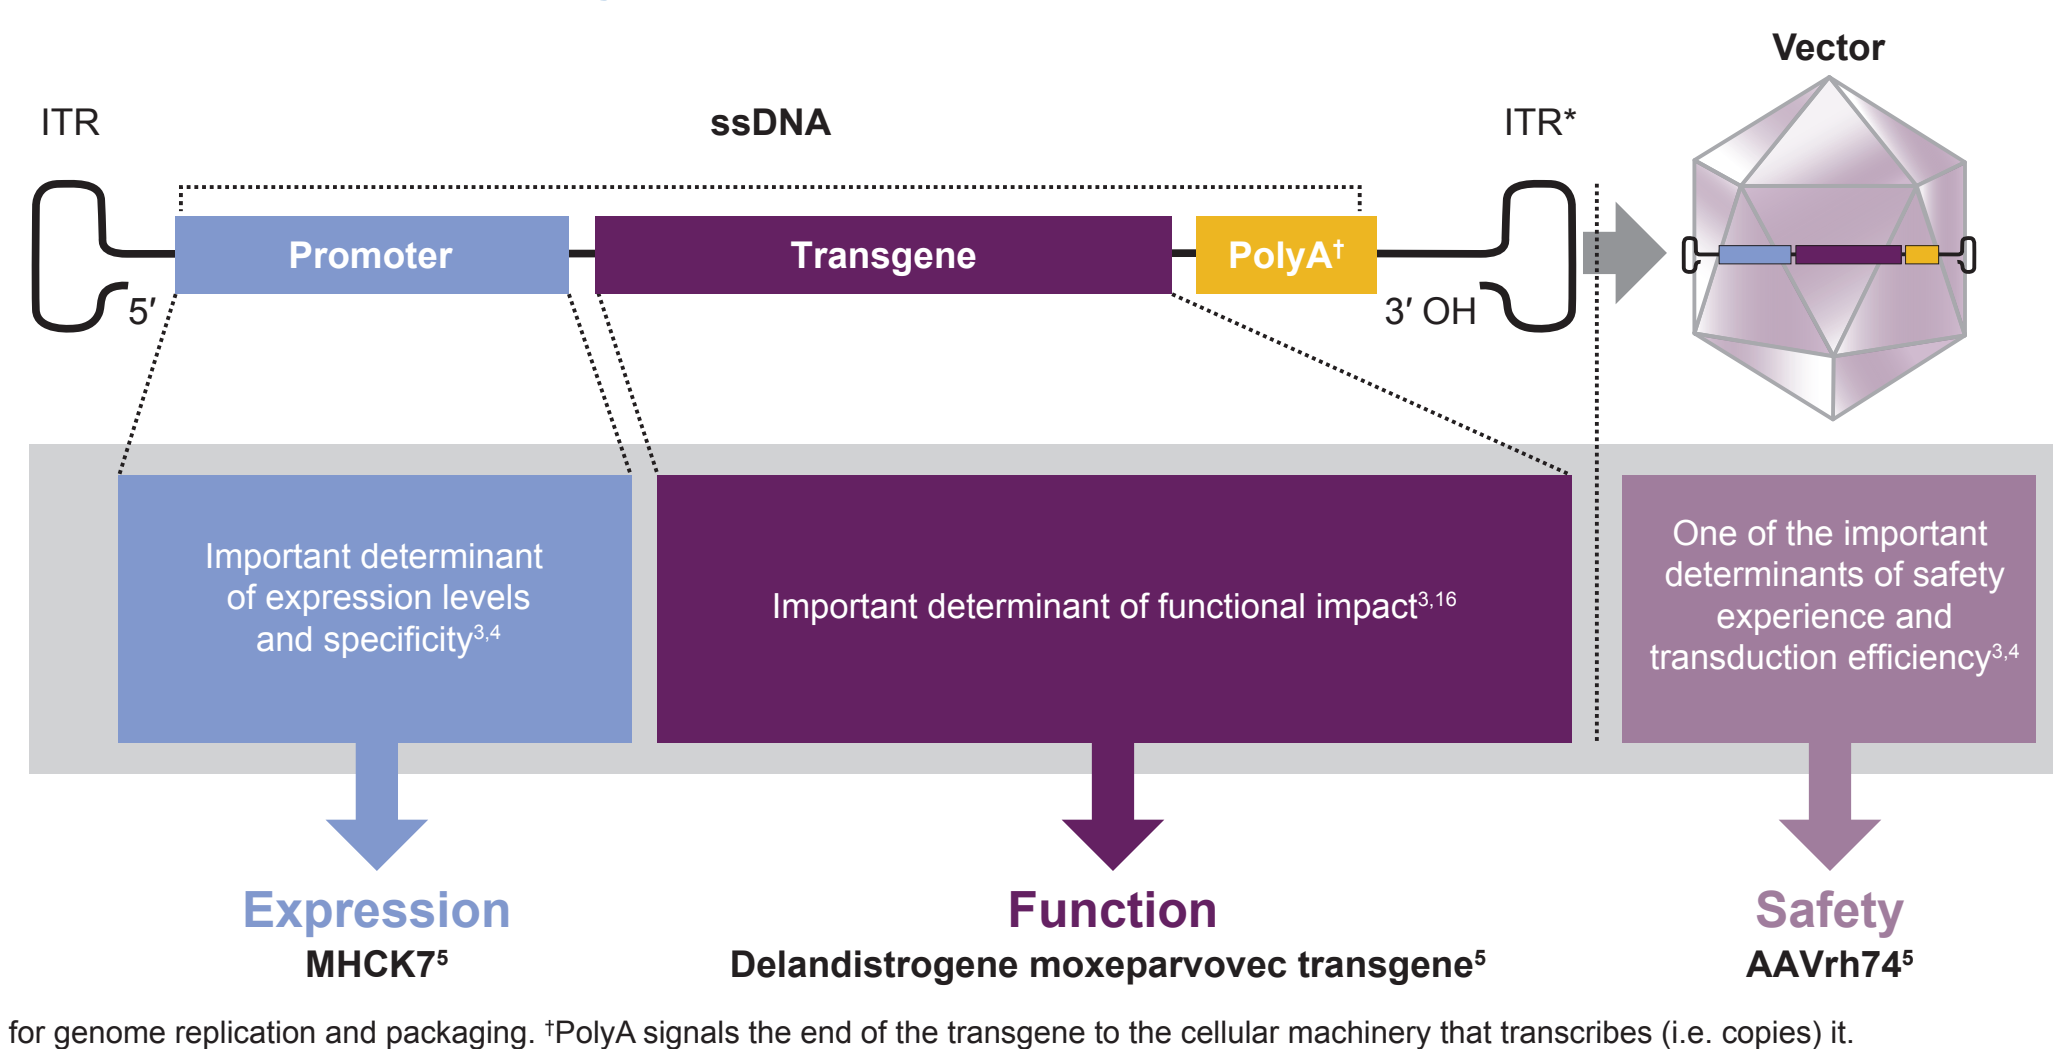 Vector
ITR
ssDNA
ITR*
Promoter
Transgene
PolyA†
5′
3′ OH
Important determinant
of expression levels
and specificity3,4
Important determinant of functional impact3,16
One of the important
determinants of safety
experience and
transduction efficiency3,4
Expression
MHCK75
Function
Delandistrogene moxeparvovec transgene5
Safety
AAVrh745
for genome replication and packaging. †PolyA signals the end of the transgene to the cellular machinery that transcribes (i.e. copies) it.